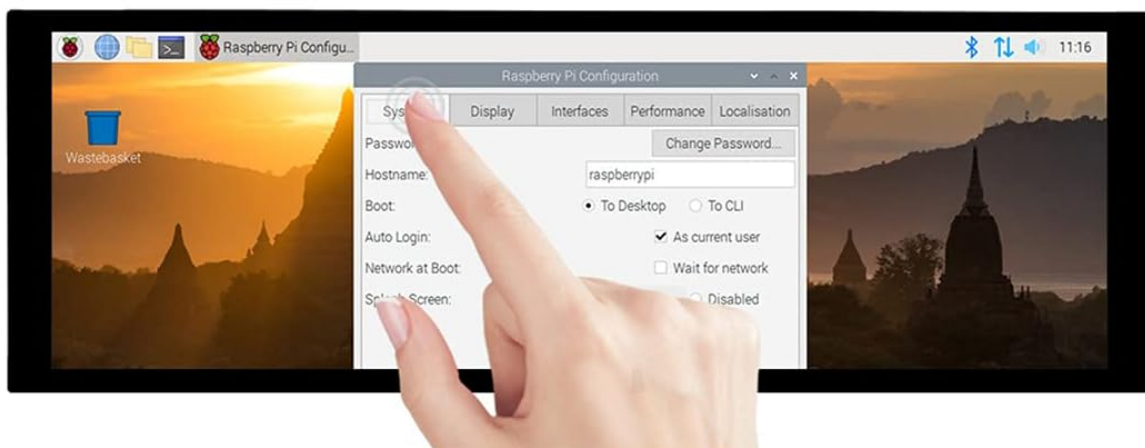 Raspberry Pi Configu...
11:16
Raspberry Pi Configuration
Display Interfaces Performance Localisation
Change Password...
Hostname: raspberrypi
Boot: To Desktop To CLI
Auto Login: As current user
Network at Boot: Wait for network
Screen: Disabled
Wastebasket